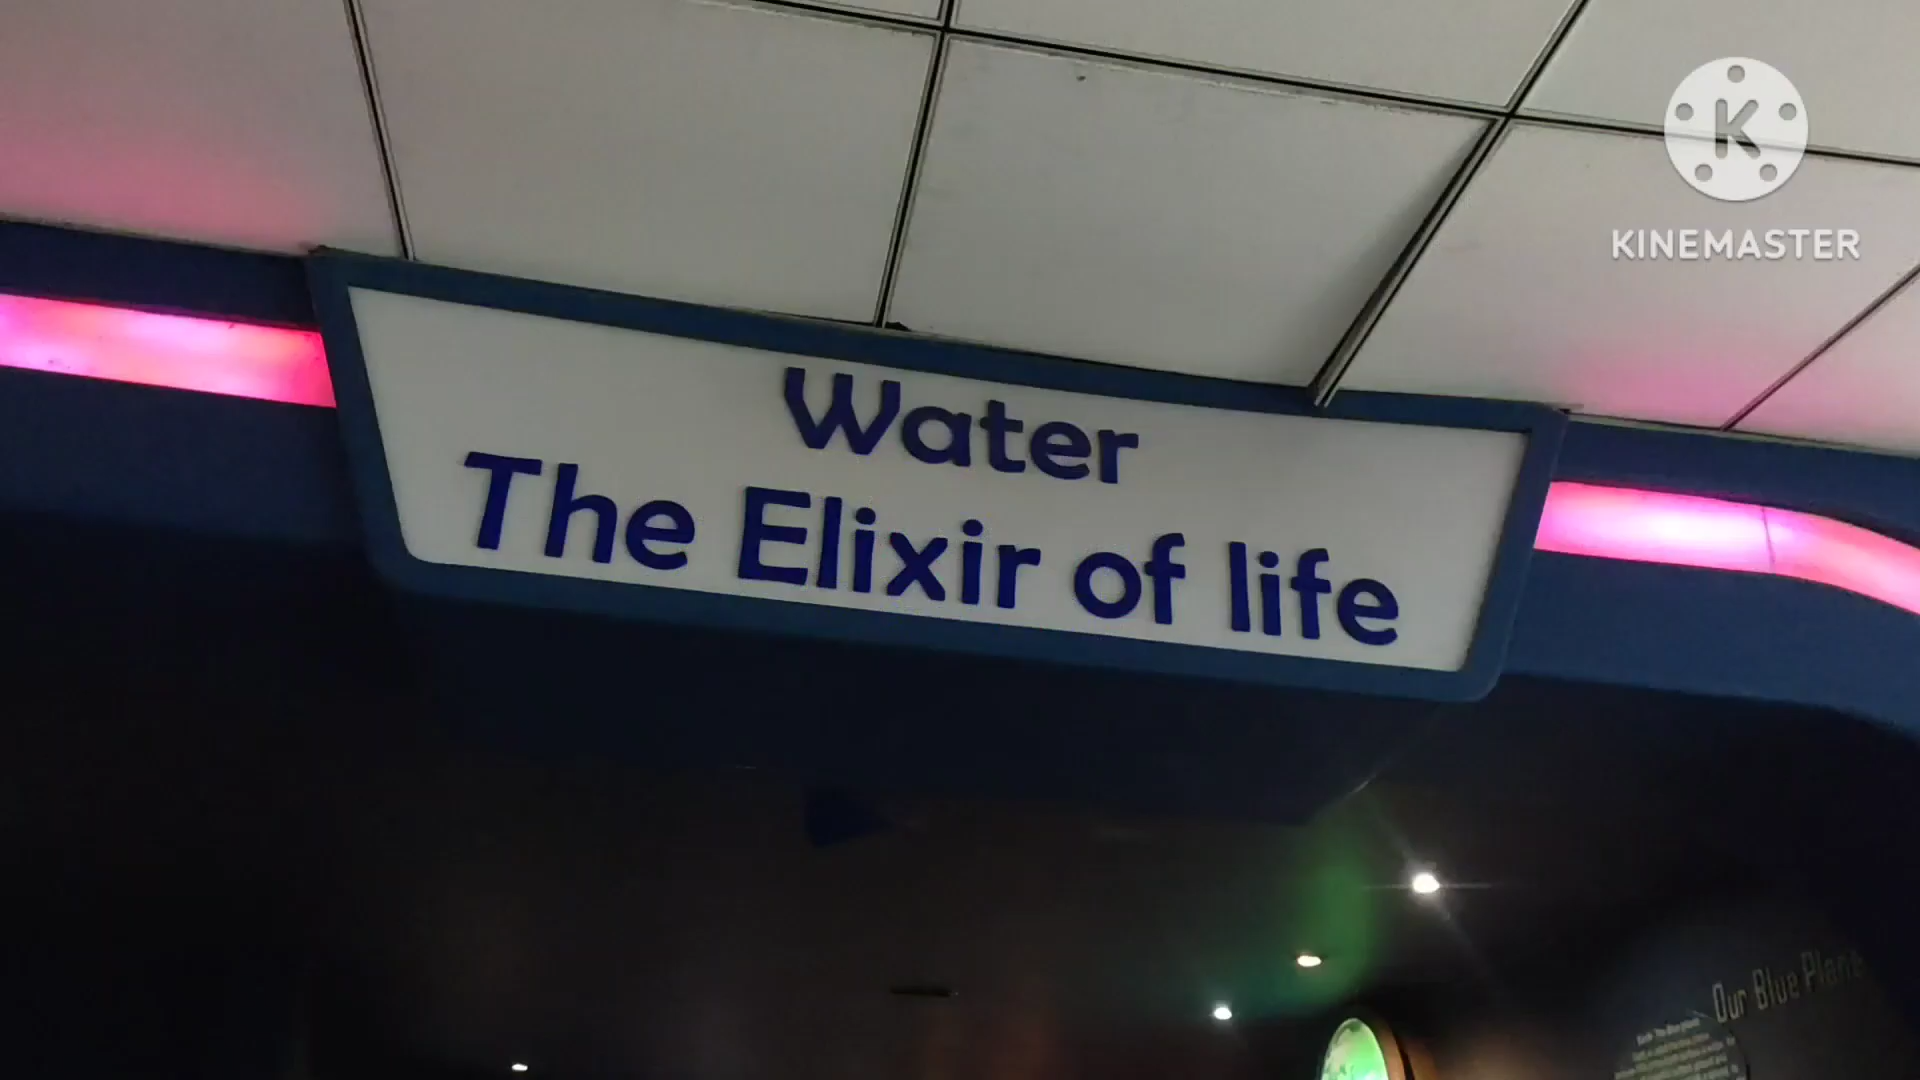 K
KINEMASTER
Water
The Elixir of life
Our Blue Planet